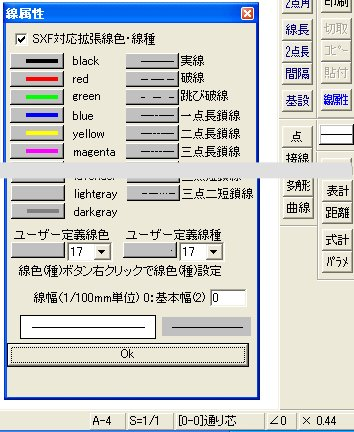 線属性
SXF対応拡張線色・線種
black 実線
red 破線
green 跳び破線
blue 一点長鎖線
yellow 二点長鎖線
magenta 三点長鎖線
lightgray 三点二短鎖線
darkgray
ユーザー定義線色 ユーザー定義線種
17 17
線色(種)ボタン右クリックで線色(種)設定
線幅(1/100mm単位) 0:基本幅(2) 0
Ok
2点角 印刷
線長 切取
2点長 コピー
間隔 貼付
基設 線属性
点
接線
多角形 表計
曲線 距離
式計
パラメ
A-4 S=1/1 [0-0]通り芯 ∠0 × 0.44